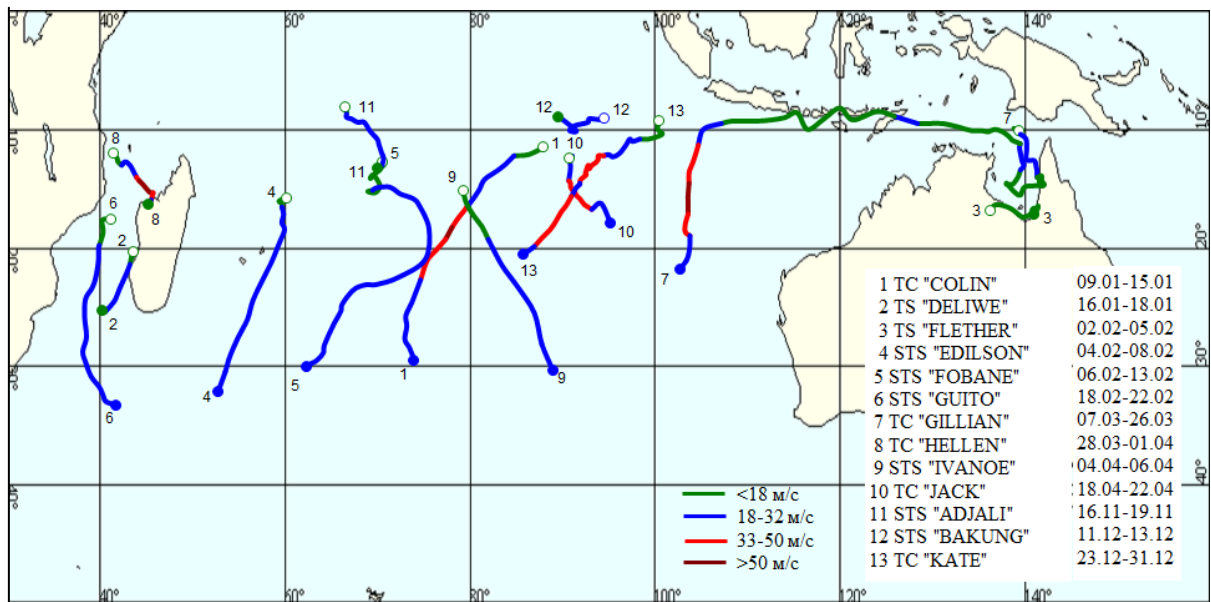 40° 60° 80° 100° 120° 140°
11 12 12 13 7 10°
8 5 1 10
11
4 9
6 8 3 3
2 10
13 20°
7
2
1 TC "COLIN" 09.01-15.01
2 TS "DELIWE" 16.01-18.01
3 TS "FLETHER" 02.02-05.02
4 STS "EDILSON" 04.02-08.02
5 STS "FOBANE" 06.02-13.02
6 STS "GUITO" 18.02-22.02
7 TC "GILLIAN" 07.03-26.03
8 TC "HELLEN" 28.03-01.04
9 STS "IVANOE" 04.04-06.04
10 TC "JACK" 18.04-22.04
11 STS "ADJALI" 16.11-19.11
12 STS "BAKUNG" 11.12-13.12
13 TC "KATE" 23.12-31.12
5 1 9 30°
4
6
40°
<18 м/с
18-32 м/с
33-50 м/с
>50 м/с
40° 60° 80° 100° 120° 140°